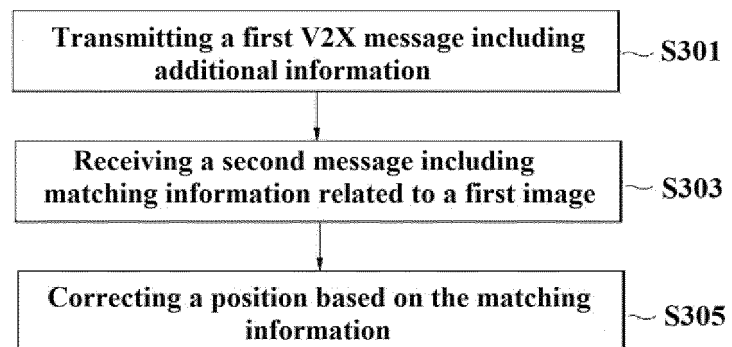 Transmitting a first V2X message including
additional information
S301
Receiving a second message including
matching information related to a first image
S303
Correcting a position based on the matching
information
S305